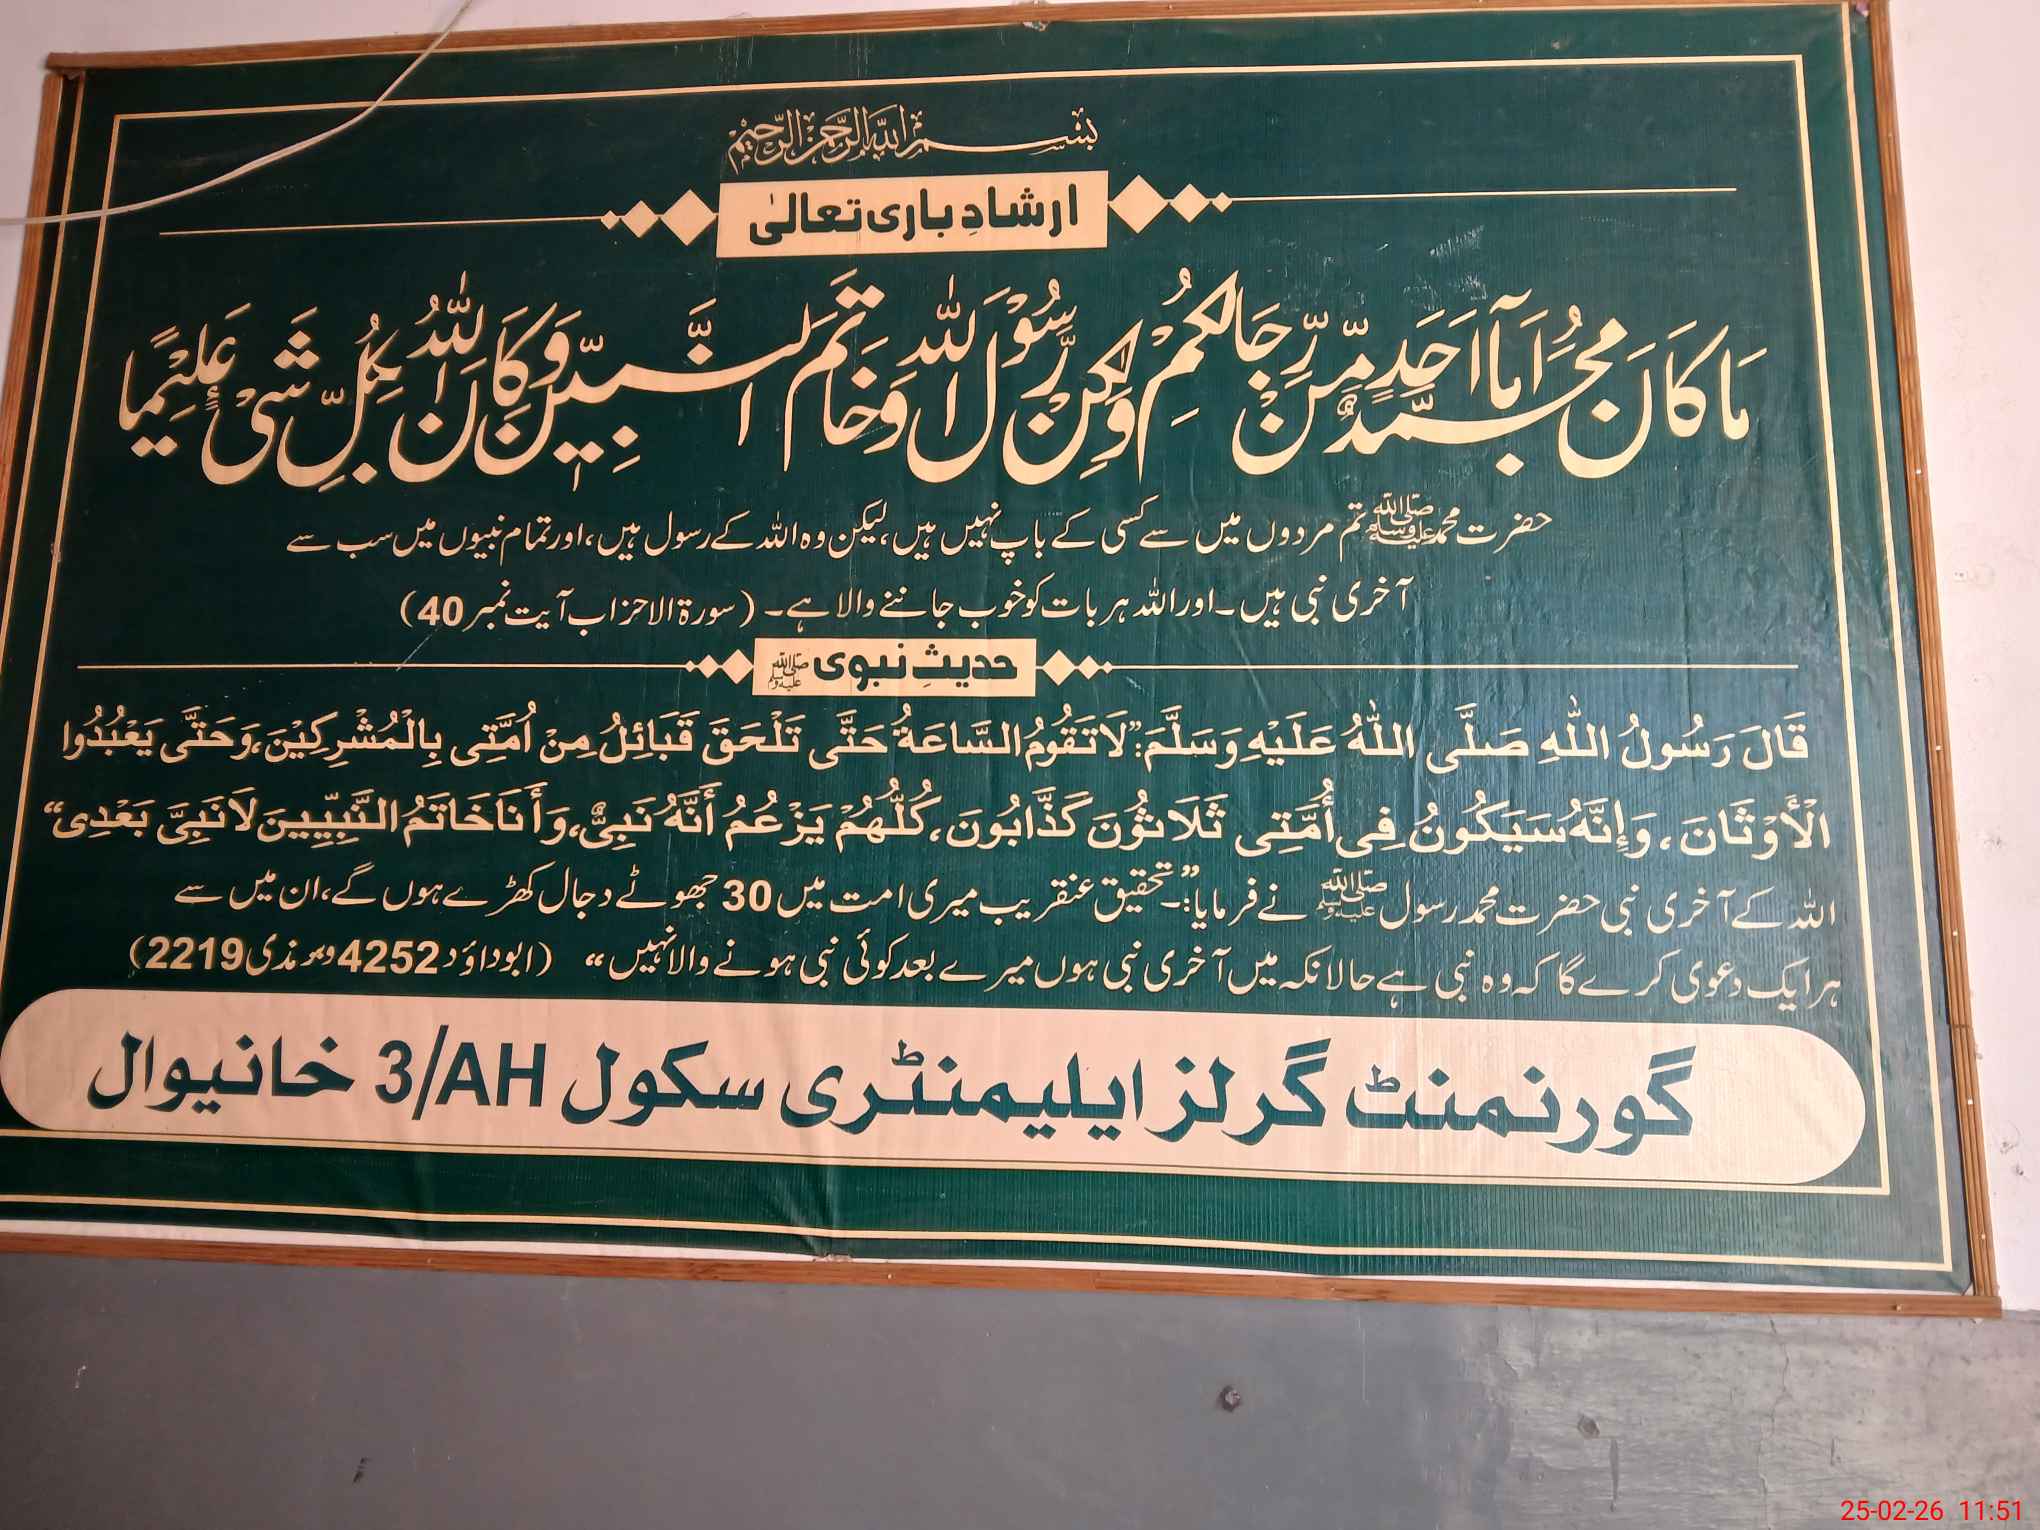 بسم اللہ الرحمن الرحیم
ارشادِ باری تعالیٰ
مَا كَانَ مُحَمَّدٌ اَبَآ اَحَدٍ مِّنْ رِّجَالِكُمْ وَلٰكِنْ رَّسُوْلَ اللّٰهِ وَخَاتَمَ النَّبِيّٖنَ وَكَانَ اللّٰهُ بِكُلِّ شَیْءٍ عَلِيْمًا
حضرت محمد ﷺ تم مردوں میں سے کسی کے باپ نہیں ہیں، لیکن وہ اللہ کے رسول ہیں، اور تمام نبیوں میں سب سے
آخری نبی ہیں۔ اور اللہ ہر بات کو خوب جاننے والا ہے۔ (سورۃ الاحزاب آیت نمبر 40)
حدیثِ نبوی ﷺ
قَالَ رَسُولُ اللّٰهِ صَلَّى اللّٰهُ عَلَيْهِ وَسَلَّمَ: ”لَا تَقُومُ السَّاعَةُ حَتَّى تَلْحَقَ قَبَائِلُ مِنْ اُمَّتِى بِالْمُشْرِكِيْنَ، وَحَتَّى يَعْبُدُوا
الْأَوْثَانَ، وَإِنَّهُ سَيَكُونُ فِى أُمَّتِى ثَلَاثُونَ كَذَّابُونَ، كُلُّهُمْ يَزْعُمُ أَنَّهُ نَبِىٌّ، وَأَنَا خَاتَمُ النَّبِيِّينَ لَا نَبِىَّ بَعْدِى“
اللہ کے آخری نبی حضرت محمد رسول ﷺ نے فرمایا:۔ ”تحقیق عنقریب میری امت میں 30 جھوٹے دجال کھڑے ہوں گے، ان میں سے
ہر ایک دعوی کرے گا کہ وہ نبی ہے حالانکہ میں آخری نبی ہوں میرے بعد کوئی نبی ہونے والا نہیں“ (ابوداؤد 4252 وترمذی 2219)
گورنمنٹ گرلز ایلیمنٹری سکول 3/AH خانیوال
25-02-26 11:51